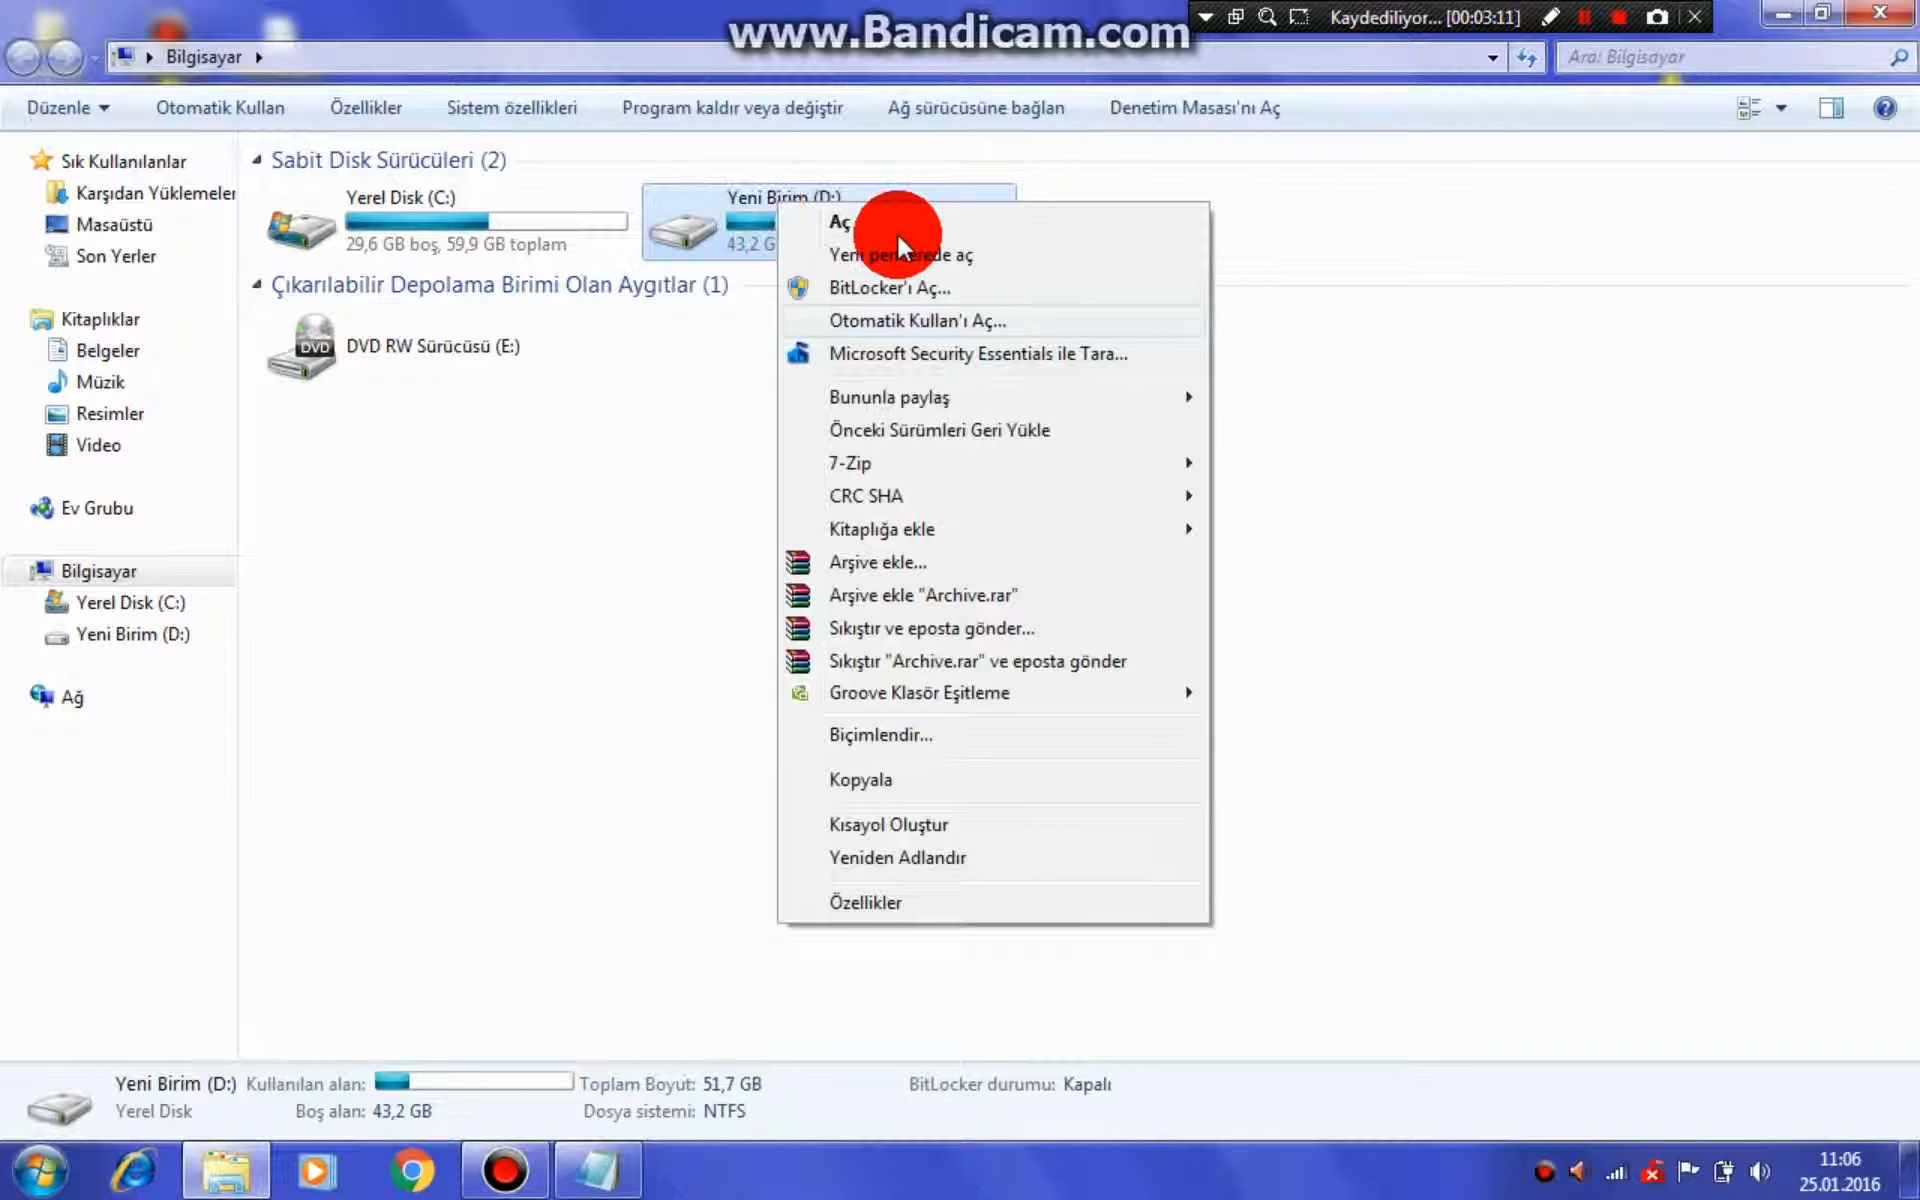 www.Bandicam.com
Kaydediliyor... [00:03:11]
Bilgisayar
Ara: Bilgisayar
Düzenle
Otomatik Kullan
Özellikler
Sistem özellikleri
Program kaldır veya değiştir
Ağ sürücüsüne bağlan
Denetim Masası'nı Aç
Sık Kullanılanlar
Karşıdan Yüklemeler
Masaüstü
Son Yerler
Kitaplıklar
Belgeler
Müzik
Resimler
Video
Ev Grubu
Bilgisayar
Yerel Disk (C:)
Yeni Birim (D:)
Ağ
Sabit Disk Sürücüleri (2)
Yerel Disk (C:)
29,6 GB boş, 59,9 GB toplam
Yeni Birim (D:)
43,2 G
Çıkarılabilir Depolama Birimi Olan Aygıtlar (1)
DVD
DVD RW Sürücüsü (E:)
Aç
Yeni pencerede aç
BitLocker'ı Aç...
Otomatik Kullan'ı Aç...
Microsoft Security Essentials ile Tara...
Bununla paylaş
Önceki Sürümleri Geri Yükle
7-Zip
CRC SHA
Kitaplığa ekle
Arşive ekle...
Arşive ekle "Archive.rar"
Sıkıştır ve eposta gönder...
Sıkıştır "Archive.rar" ve eposta gönder
Groove Klasör Eşitleme
Biçimlendir...
Kopyala
Kısayol Oluştur
Yeniden Adlandır
Özellikler
Yeni Birim (D:) Kullanılan alan: Toplam Boyut: 51,7 GB BitLocker durumu: Kapalı
Yerel Disk Boş alan: 43,2 GB Dosya sistemi: NTFS
11:06
25.01.2016